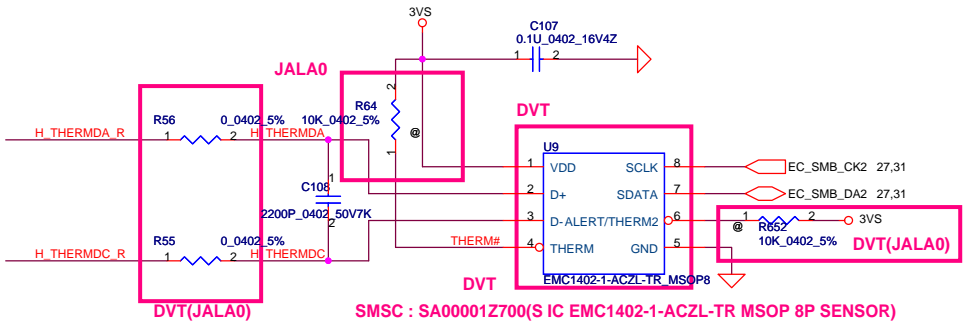 3VS
C107
0.1U_0402_16V4Z
1 2
JALA0
2
R64
10K_0402_5%
@
1
DVT
R56 0_0402_5%
H_THERMDA_R 1 2 H_THERMDA
U9
1 VDD SCLK 8 EC_SMB_CK2 27,31
2 D+ SDATA 7 EC_SMB_DA2 27,31
3 D- ALERT/THERM2 6
4 THERM GND 5
EMC1402-1-ACZL-TR_MSOP8
1
C108
2200P_0402_50V7K
2
1 2 3VS
@ R652
10K_0402_5%
DVT(JALA0)
THERM#
R55 0_0402_5%
H_THERMDC_R 1 2 H_THERMDC
DVT
DVT(JALA0)
SMSC : SA00001Z700(S IC EMC1402-1-ACZL-TR MSOP 8P SENSOR)